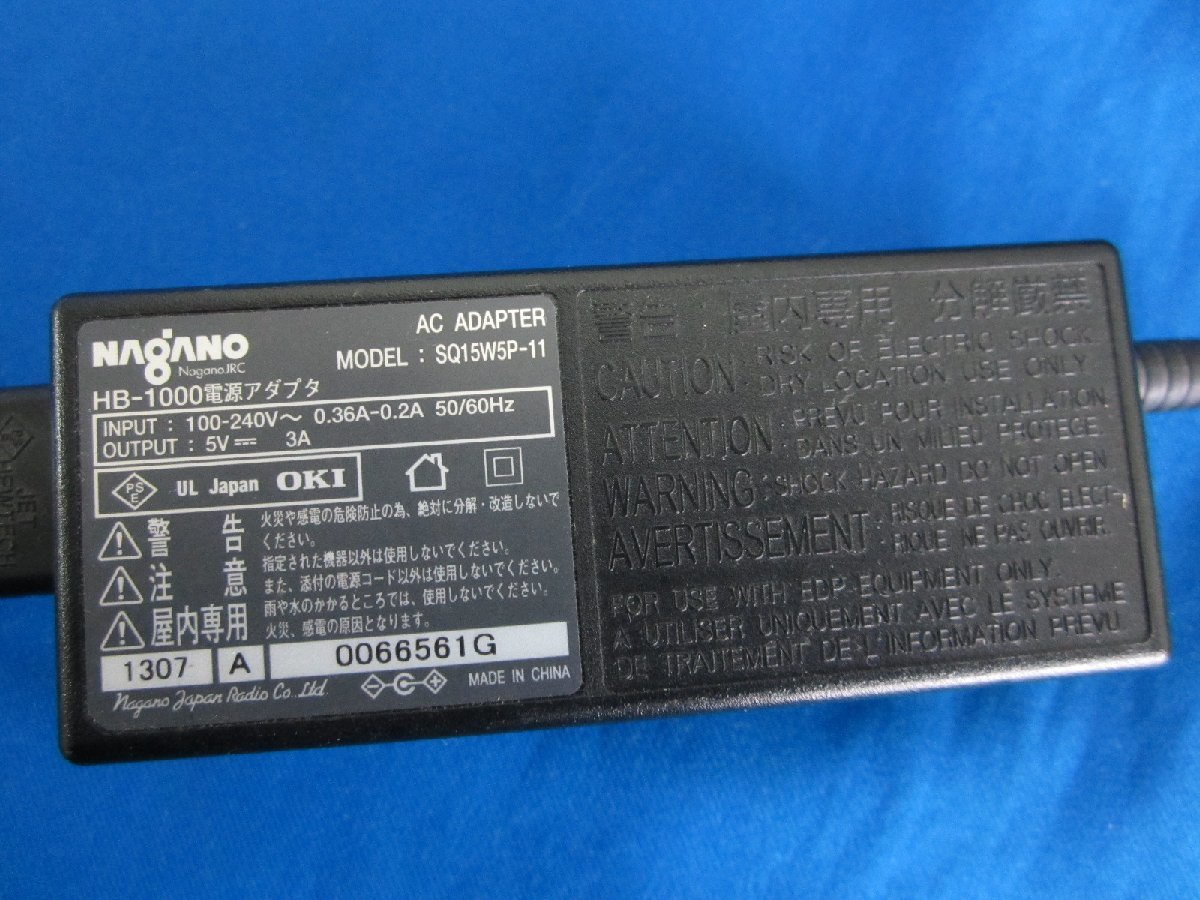 NAGANO
NaganoJRC
AC ADAPTER
MODEL : SQ15W5P-11
HB-1000電源アダプタ
INPUT : 100-240V～ 0.36A-0.2A 50/60Hz
OUTPUT : 5V⎓ 3A
PSE UL Japan OKI
警告
火災や感電の危険防止の為、絶対に分解・改造しないで
ください。
注意
指定された機器以外は使用しないでください。
また、添付の電源コード以外は使用しないでください。
屋内専用
雨や水のかかるところでは、使用しないでください。
火災、感電の原因となります。
1307 A 0066561G
Nagano Japan Radio Co.,Ltd.
MADE IN CHINA
警告 屋内専用 分解厳禁
CAUTION : RISK OF ELECTRIC SHOCK
DRY LOCATION USE ONLY
ATTENTION : PREVU POUR INSTALLATION
DANS UN MILIEU PROTEGE.
WARNING : SHOCK HAZARD DO NOT OPEN
AVERTISSEMENT : RISQUE DE CHOC ELECT-
RIQUE NE PAS OUVRIR.
FOR USE WITH EDP EQUIPMENT ONLY.
A UTILISER UNIQUEMENT AVEC LE SYSTEME
DE TRAITEMENT DE L'INFORMATION PREVU